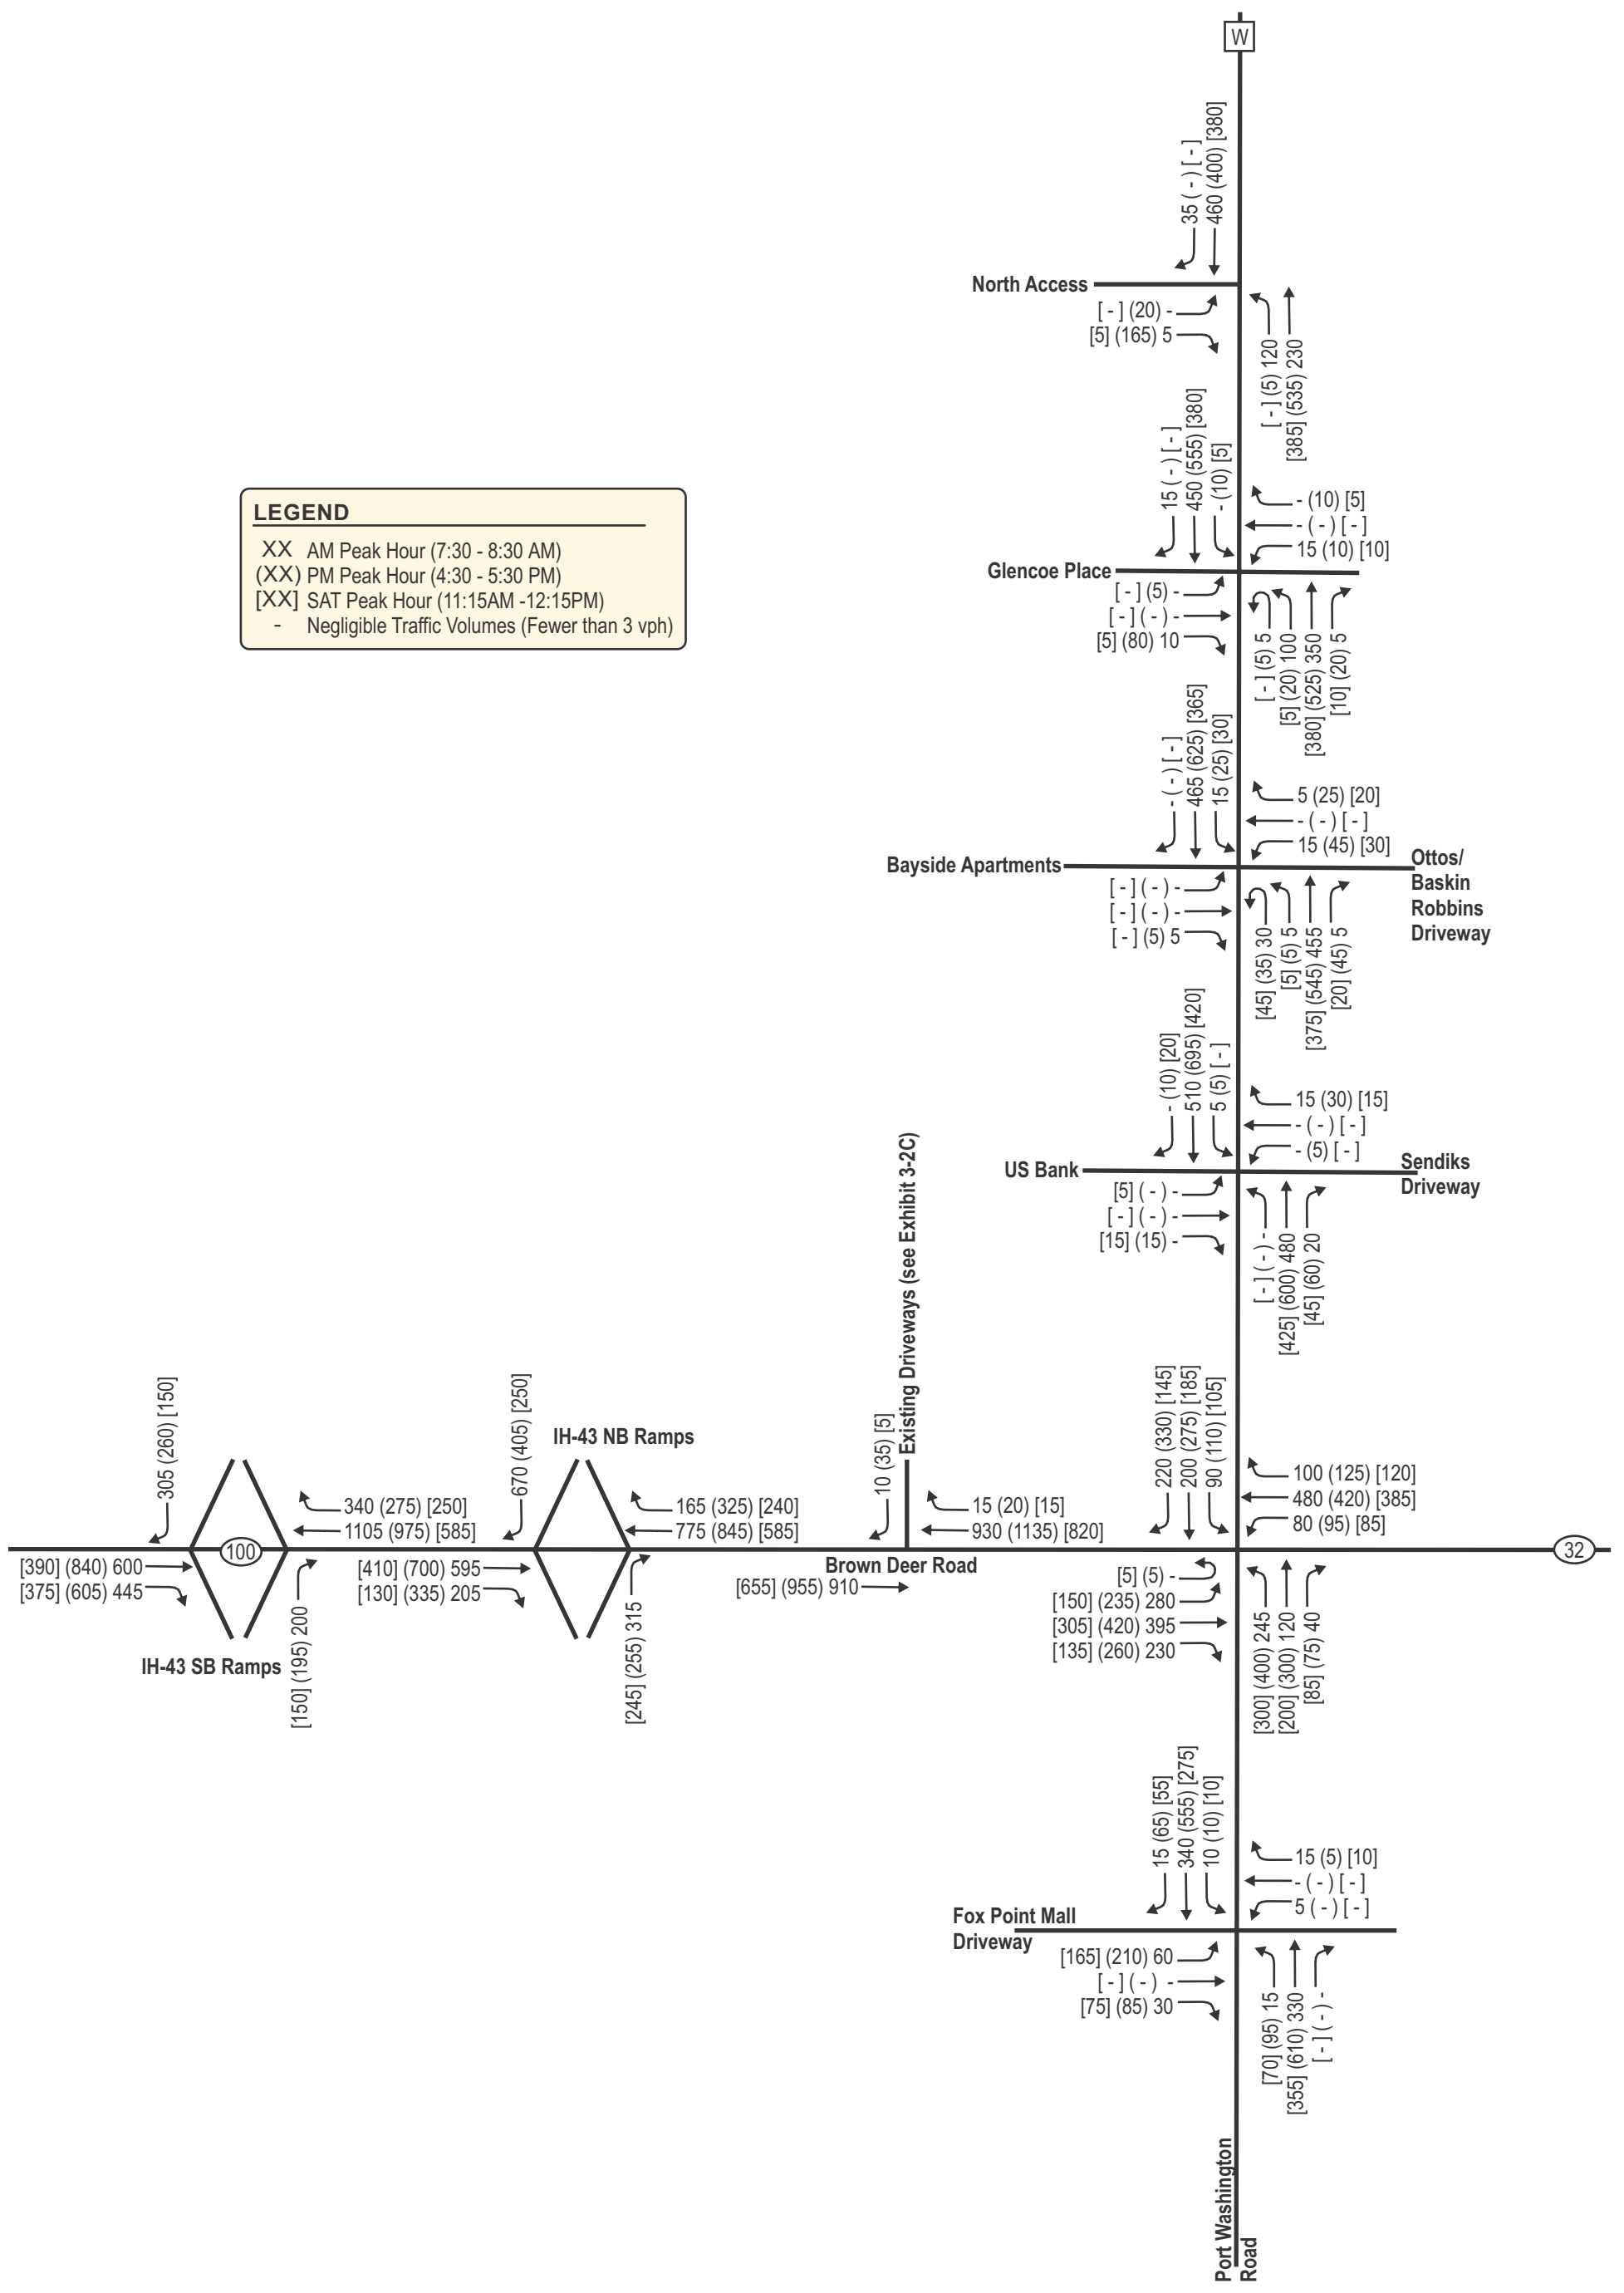 W
35 ( - ) [ - ]
460 (400) [380]
North Access
[ - ] (20) -
[5] (165) 5
[ - ] (5) 120
[385] (535) 230
15 ( - ) [ - ]
450 (555) [380]
- (10) [5]
- (10) [5]
- ( - ) [ - ]
15 (10) [10]
Glencoe Place
[ - ] (5) -
[ - ] ( - ) -
[5] (80) 10
[ - ] (5) 5
[5] (20) 100
[380] (525) 350
[10] (20) 5
LEGEND
XX AM Peak Hour (7:30 - 8:30 AM)
(XX) PM Peak Hour (4:30 - 5:30 PM)
[XX] SAT Peak Hour (11:15AM -12:15PM)
- Negligible Traffic Volumes (Fewer than 3 vph)
- ( - ) [ - ]
465 (625) [365]
15 (25) [30]
5 (25) [20]
- ( - ) [ - ]
15 (45) [30]
Bayside Apartments
Ottos/
Baskin
Robbins
Driveway
[ - ] ( - ) -
[ - ] ( - ) -
[ - ] (5) 5
[45] (35) 30
[5] (5) 5
[375] (545) 455
[20] (45) 5
- (10) [20]
510 (695) [420]
5 (5) [ - ]
15 (30) [15]
- ( - ) [ - ]
- (5) [ - ]
US Bank
Sendiks
Driveway
[5] ( - ) -
[ - ] ( - ) -
[15] (15) -
[ - ] ( - ) -
[425] (600) 480
[45] (60) 20
305 (260) [150]
340 (275) [250]
1105 (975) [585]
100
[390] (840) 600
[375] (605) 445
IH-43 SB Ramps
[150] (195) 200
670 (405) [250]
IH-43 NB Ramps
165 (325) [240]
775 (845) [585]
[410] (700) 595
[130] (335) 205
[245] (255) 315
10 (35) [5]
Existing Driveways (see Exhibit 3-2C)
15 (20) [15]
930 (1135) [820]
Brown Deer Road
[655] (955) 910
220 (330) [145]
200 (275) [185]
90 (110) [105]
100 (125) [120]
480 (420) [385]
80 (95) [85]
32
[5] (5) -
[150] (235) 280
[305] (420) 395
[135] (260) 230
[300] (400) 245
[200] (300) 120
[85] (75) 40
15 (65) [55]
340 (555) [275]
10 (10) [10]
15 (5) [10]
- ( - ) [ - ]
5 ( - ) [ - ]
Fox Point Mall
Driveway
[165] (210) 60
[ - ] ( - ) -
[75] (85) 30
[70] (95) 15
[355] (610) 330
[ - ] ( - ) -
Port Washington
Road